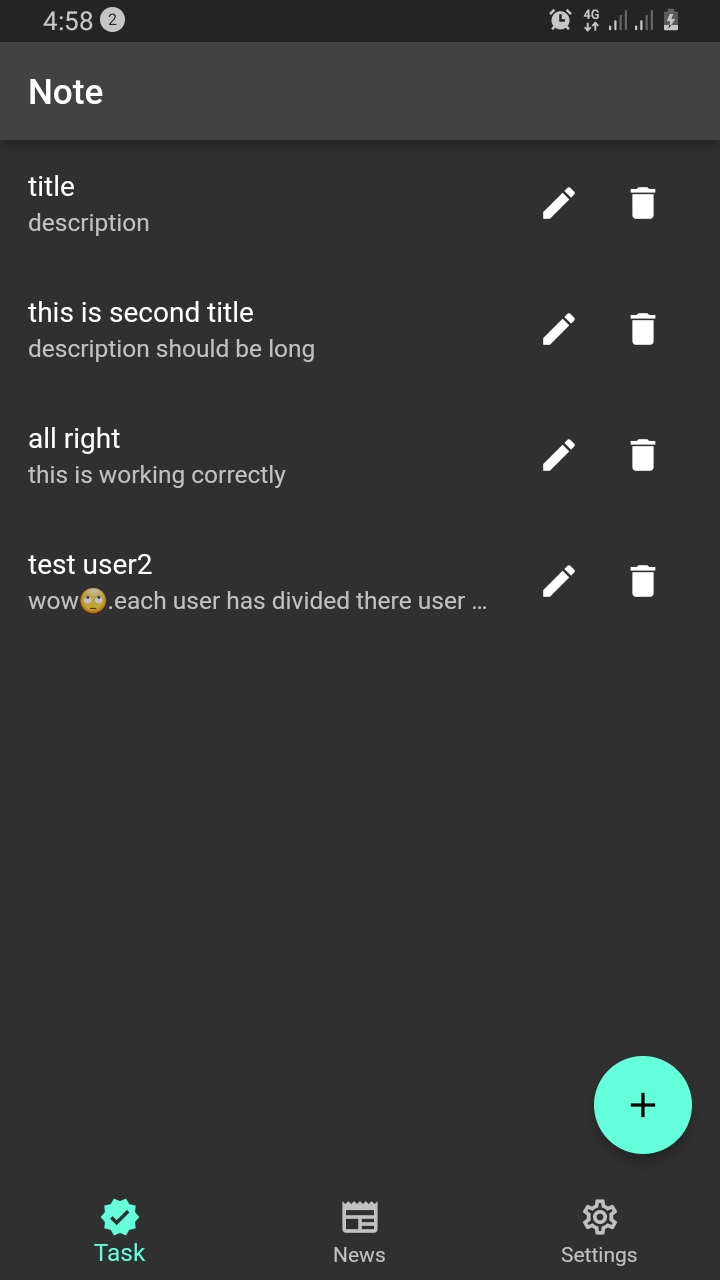 4:58 2 4G
Note
title
description
this is second title
description should be long
all right
this is working correctly
test user2
wow🙄.each user has divided there user ...
Task
News
Settings